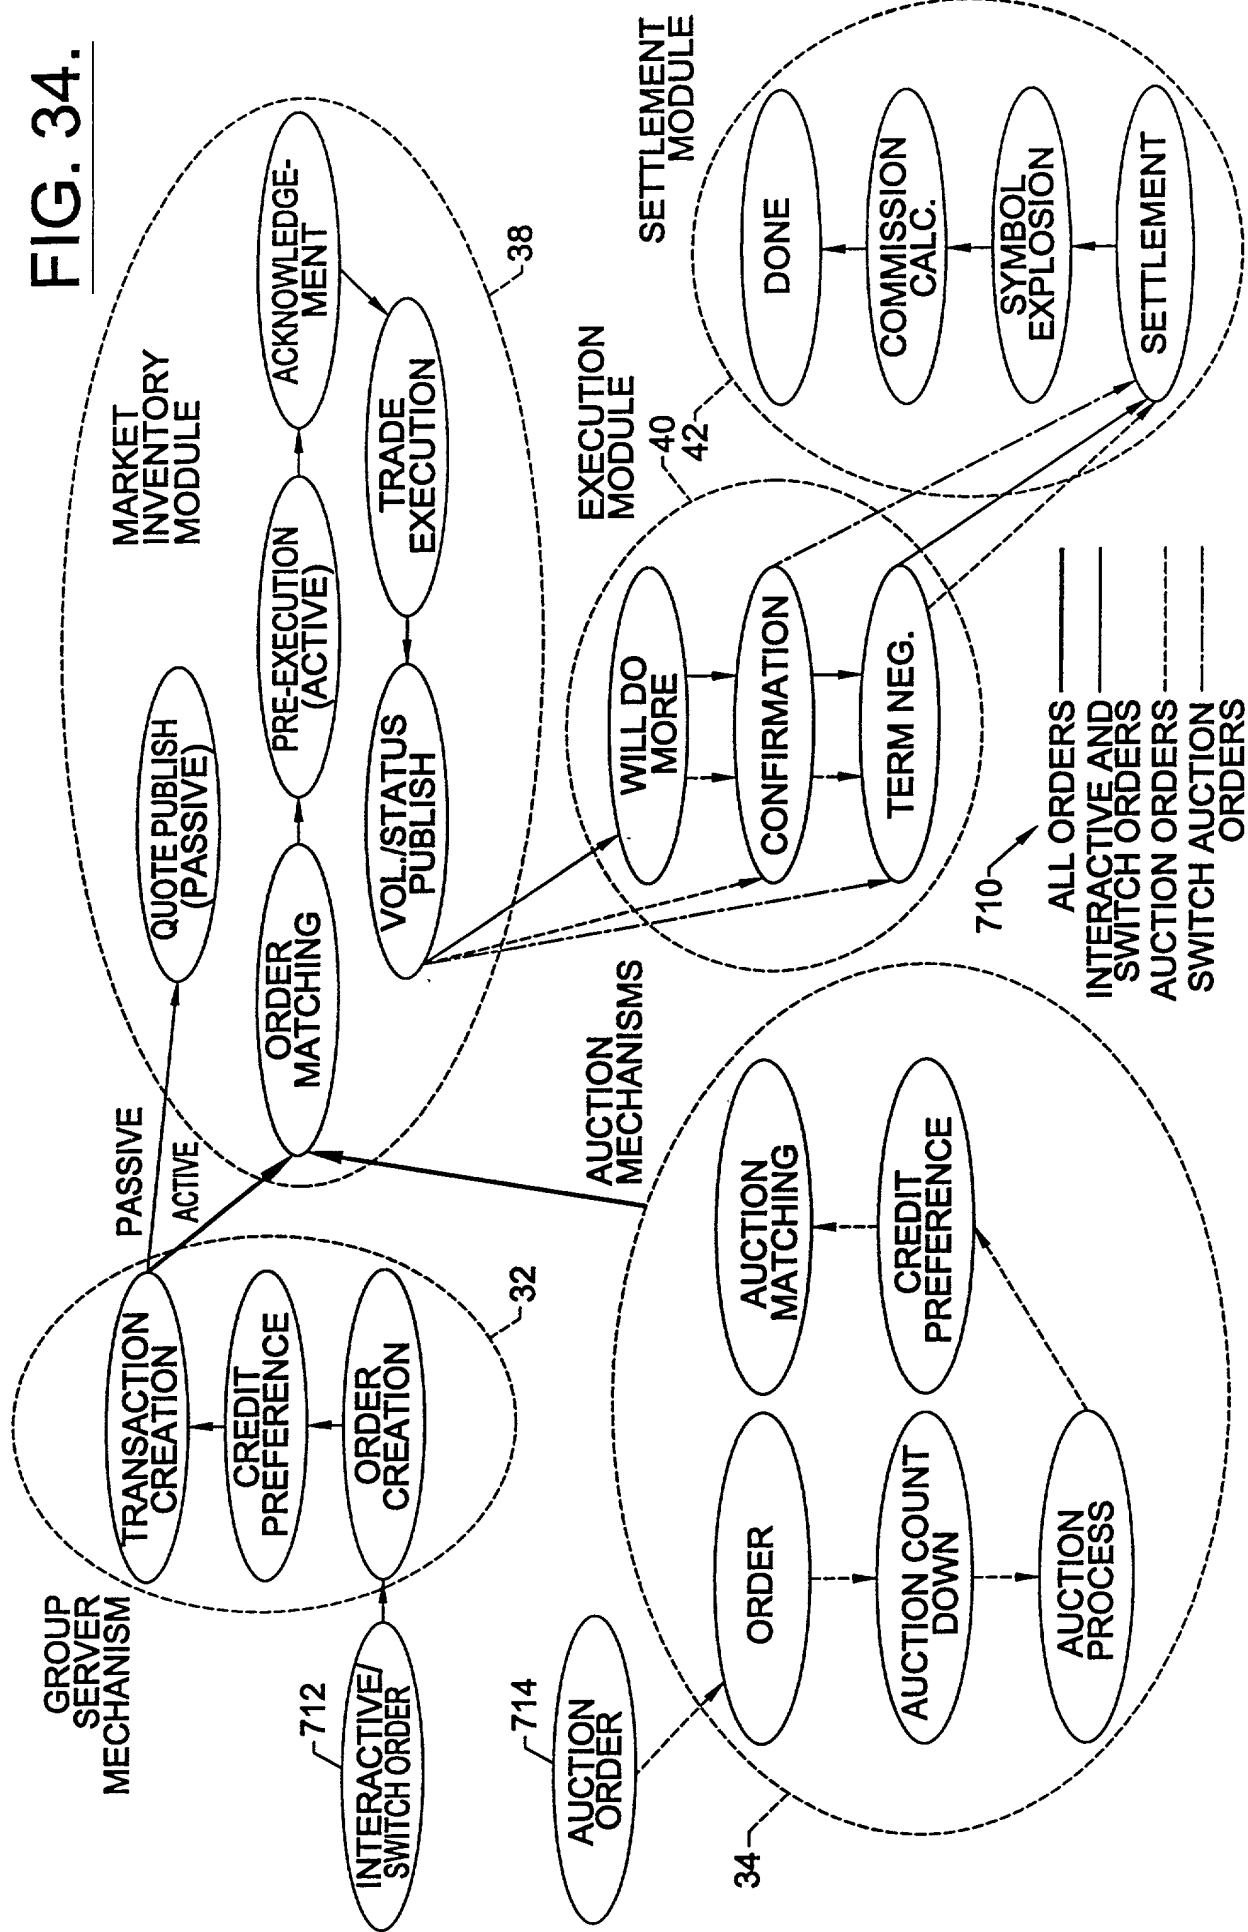 FIG. 34.
GROUP
SERVER
MECHANISM
TRANSACTION
CREATION
CREDIT
PREFERENCE
ORDER
CREATION
32
712
INTERACTIVE/
SWITCH ORDER
PASSIVE
ACTIVE
MARKET
INVENTORY
MODULE
QUOTE PUBLISH
(PASSIVE)
ORDER
MATCHING
PRE-EXECUTION
(ACTIVE)
ACKNOWLEDGE-
MENT
TRADE
EXECUTION
VOL./STATUS
PUBLISH
38
714
AUCTION
ORDER
AUCTION
MECHANISMS
ORDER
AUCTION COUNT
DOWN
AUCTION
PROCESS
CREDIT
PREFERENCE
AUCTION
MATCHING
34
EXECUTION
MODULE
40
WILL DO
MORE
CONFIRMATION
TERM NEG.
SETTLEMENT
MODULE
42
DONE
COMMISSION
CALC.
SYMBOL
EXPLOSION
SETTLEMENT
710
ALL ORDERS
INTERACTIVE AND
SWITCH ORDERS
AUCTION ORDERS
SWITCH AUCTION
ORDERS